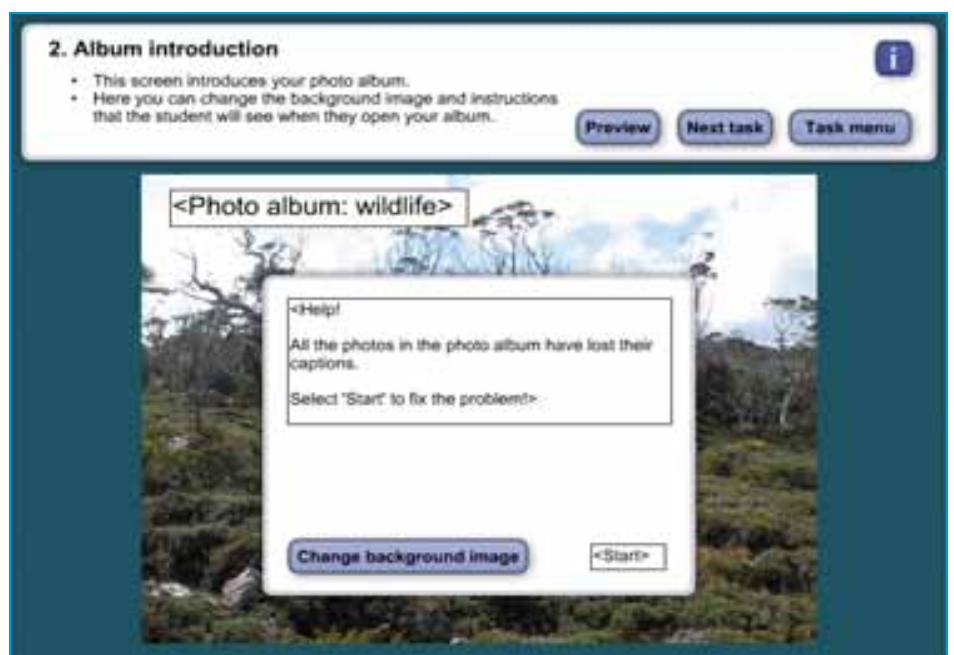 2. Album introduction
i
• This screen introduces your photo album.
• Here you can change the background image and instructions
that the student will see when they open your album.
Preview
Next task
Task menu
<Photo album: wildlife>
<Help!
All the photos in the photo album have lost their
captions.
Select 'Start' to fix the problem!>
Change background image
<Start>